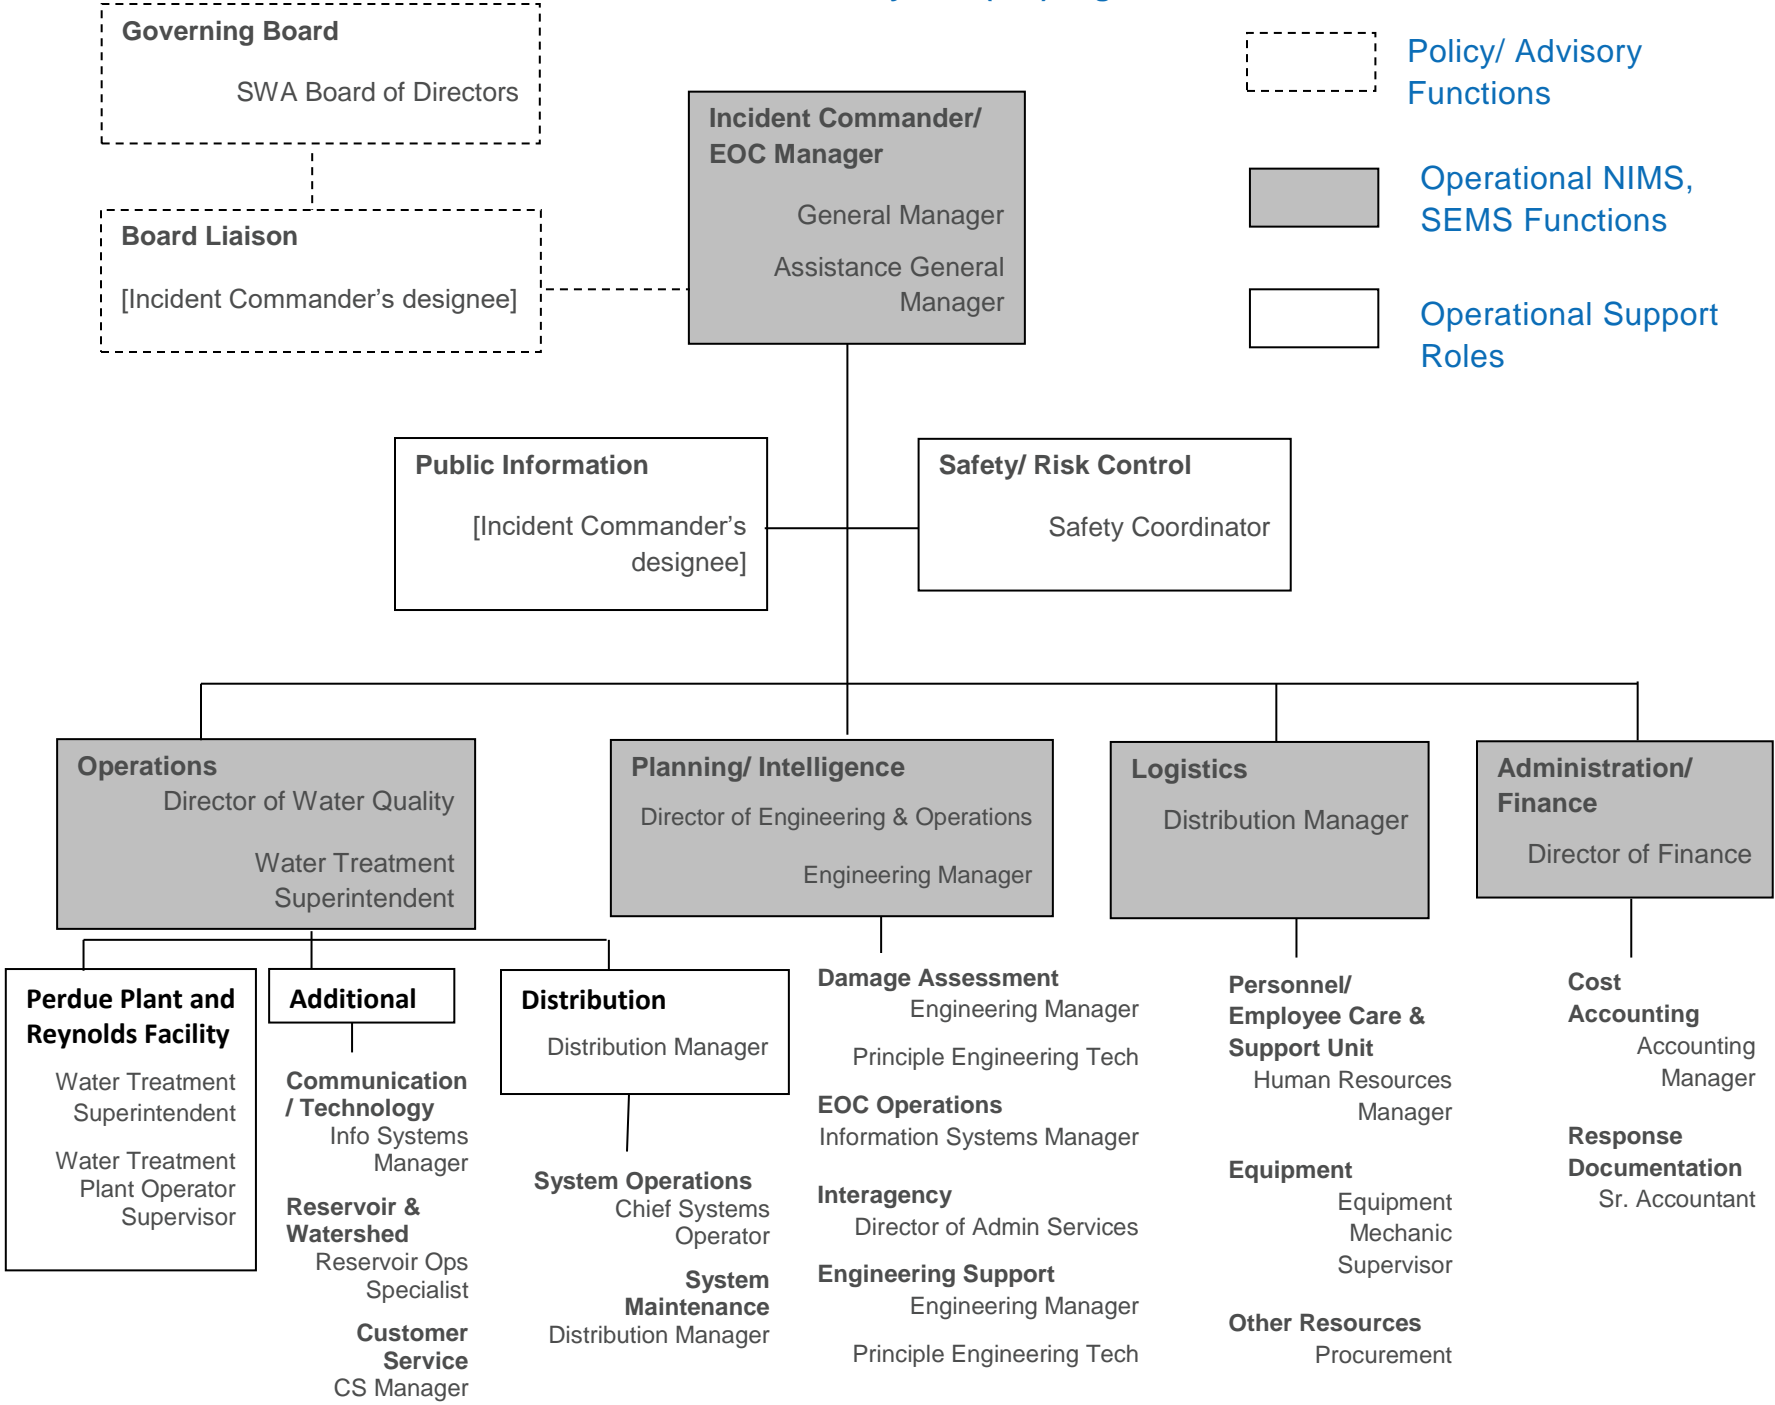 Governing Board
SWA Board of Directors
Policy/ Advisory
Functions
Incident Commander/
EOC Manager
General Manager
Assistance General
Manager
Operational NIMS,
SEMS Functions
Board Liaison
[Incident Commander’s designee]
Operational Support
Roles
Public Information
[Incident Commander’s
designee]
Safety/ Risk Control
Safety Coordinator
Operations
Director of Water Quality
Water Treatment
Superintendent
Planning/ Intelligence
Director of Engineering & Operations
Engineering Manager
Logistics
Distribution Manager
Administration/
Finance
Director of Finance
Perdue Plant and
Reynolds Facility
Water Treatment
Superintendent
Water Treatment
Plant Operator
Supervisor
Additional
Communication
/ Technology
Info Systems
Manager
Reservoir &
Watershed
Reservoir Ops
Specialist
Customer
Service
CS Manager
Distribution
Distribution Manager
System Operations
Chief Systems
Operator
System
Maintenance
Distribution Manager
Damage Assessment
Engineering Manager
Principle Engineering Tech
EOC Operations
Information Systems Manager
Interagency
Director of Admin Services
Engineering Support
Engineering Manager
Principle Engineering Tech
Personnel/
Employee Care &
Support Unit
Human Resources
Manager
Equipment
Equipment
Mechanic
Supervisor
Other Resources
Procurement
Cost
Accounting
Accounting
Manager
Response
Documentation
Sr. Accountant